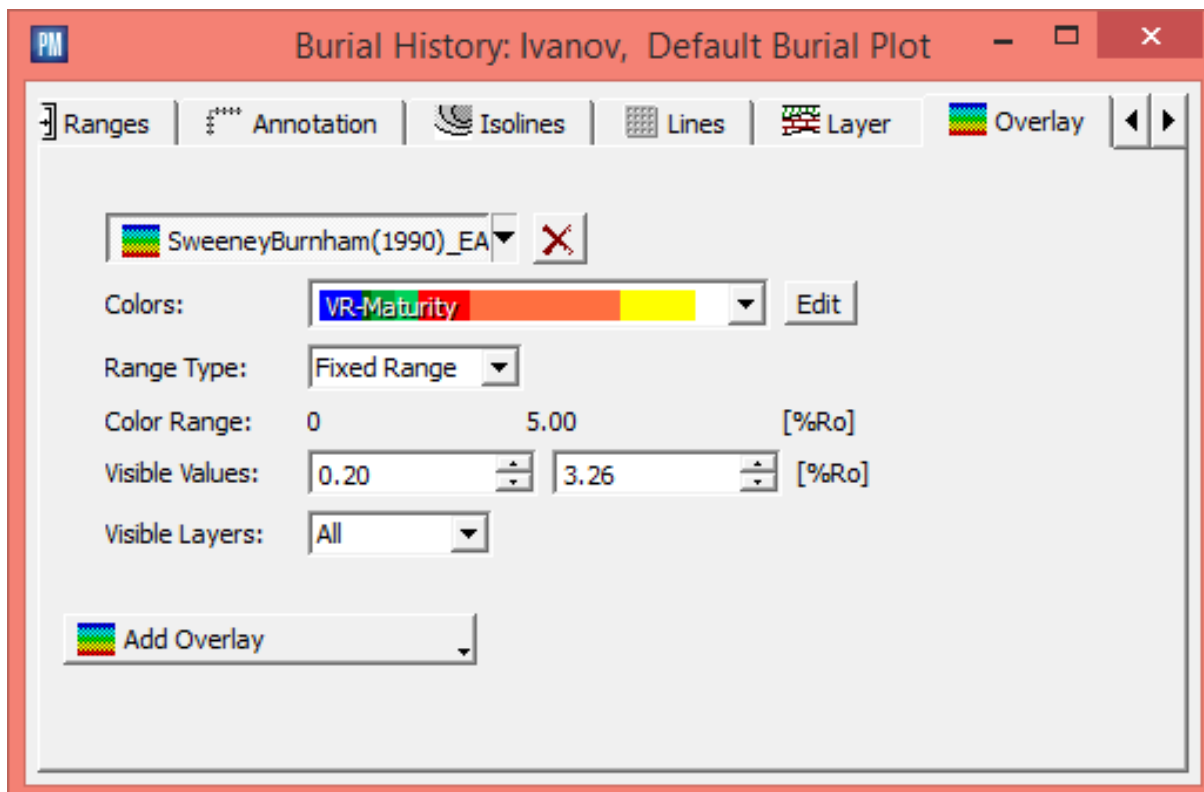 PM Burial History: Ivanov, Default Burial Plot
Ranges Annotation Isolines Lines Layer Overlay
SweeneyBurnham(1990)_EA
Colors: VR-Maturity Edit
Range Type: Fixed Range
Color Range: 0 5.00 [%Ro]
Visible Values: 0.20 3.26 [%Ro]
Visible Layers: All
Add Overlay